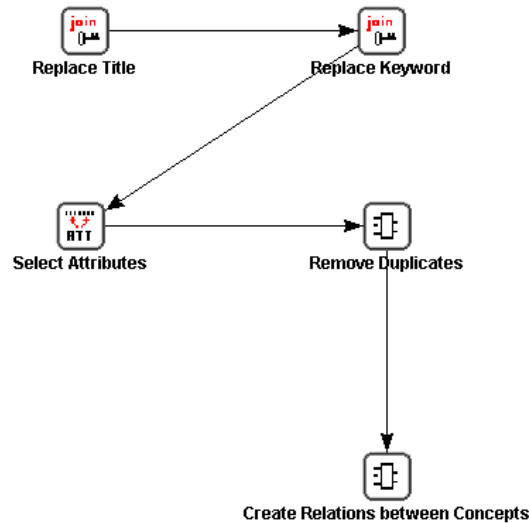 join
join
Replace Title
Replace Keyword
ATT
Select Attributes
Remove Duplicates
Create Relations between Concepts